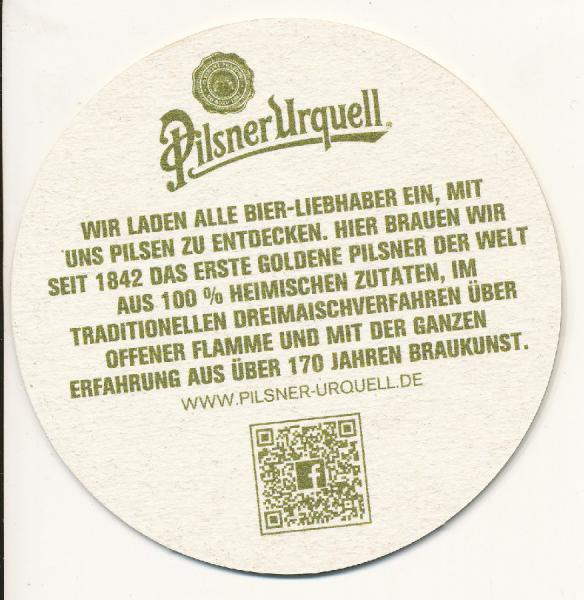 Pilsner Urquell
WIR LADEN ALLE BIER-LIEBHABER EIN, MIT
UNS PILSEN ZU ENTDECKEN. HIER BRAUEN WIR
SEIT 1842 DAS ERSTE GOLDENE PILSNER DER WELT
AUS 100 % HEIMISCHEN ZUTATEN, IM
TRADITIONELLEN DREIMAISCHVERFAHREN ÜBER
OFFENER FLAMME UND MIT DER GANZEN
ERFAHRUNG AUS ÜBER 170 JAHREN BRAUKUNST.
WWW.PILSNER-URQUELL.DE
f